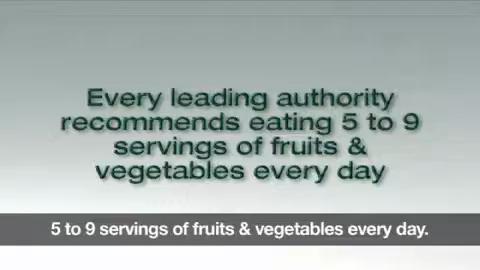 Every leading authority
recommends eating 5 to 9
servings of fruits &
vegetables every day
5 to 9 servings of fruits & vegetables every day.